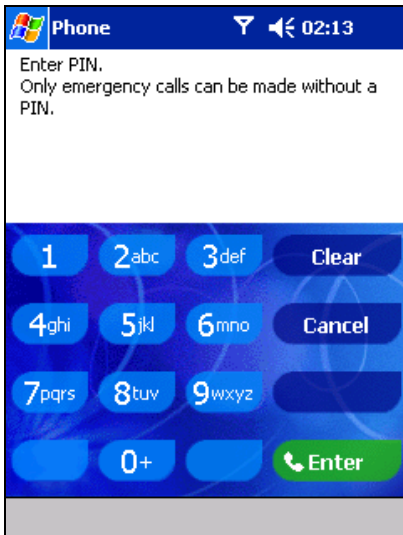 Phone 02:13
Enter PIN.
Only emergency calls can be made without a
PIN.
1 2abc 3def Clear
4ghi 5jkl 6mno Cancel
7pqrs 8tuv 9wxyz
0+ Enter